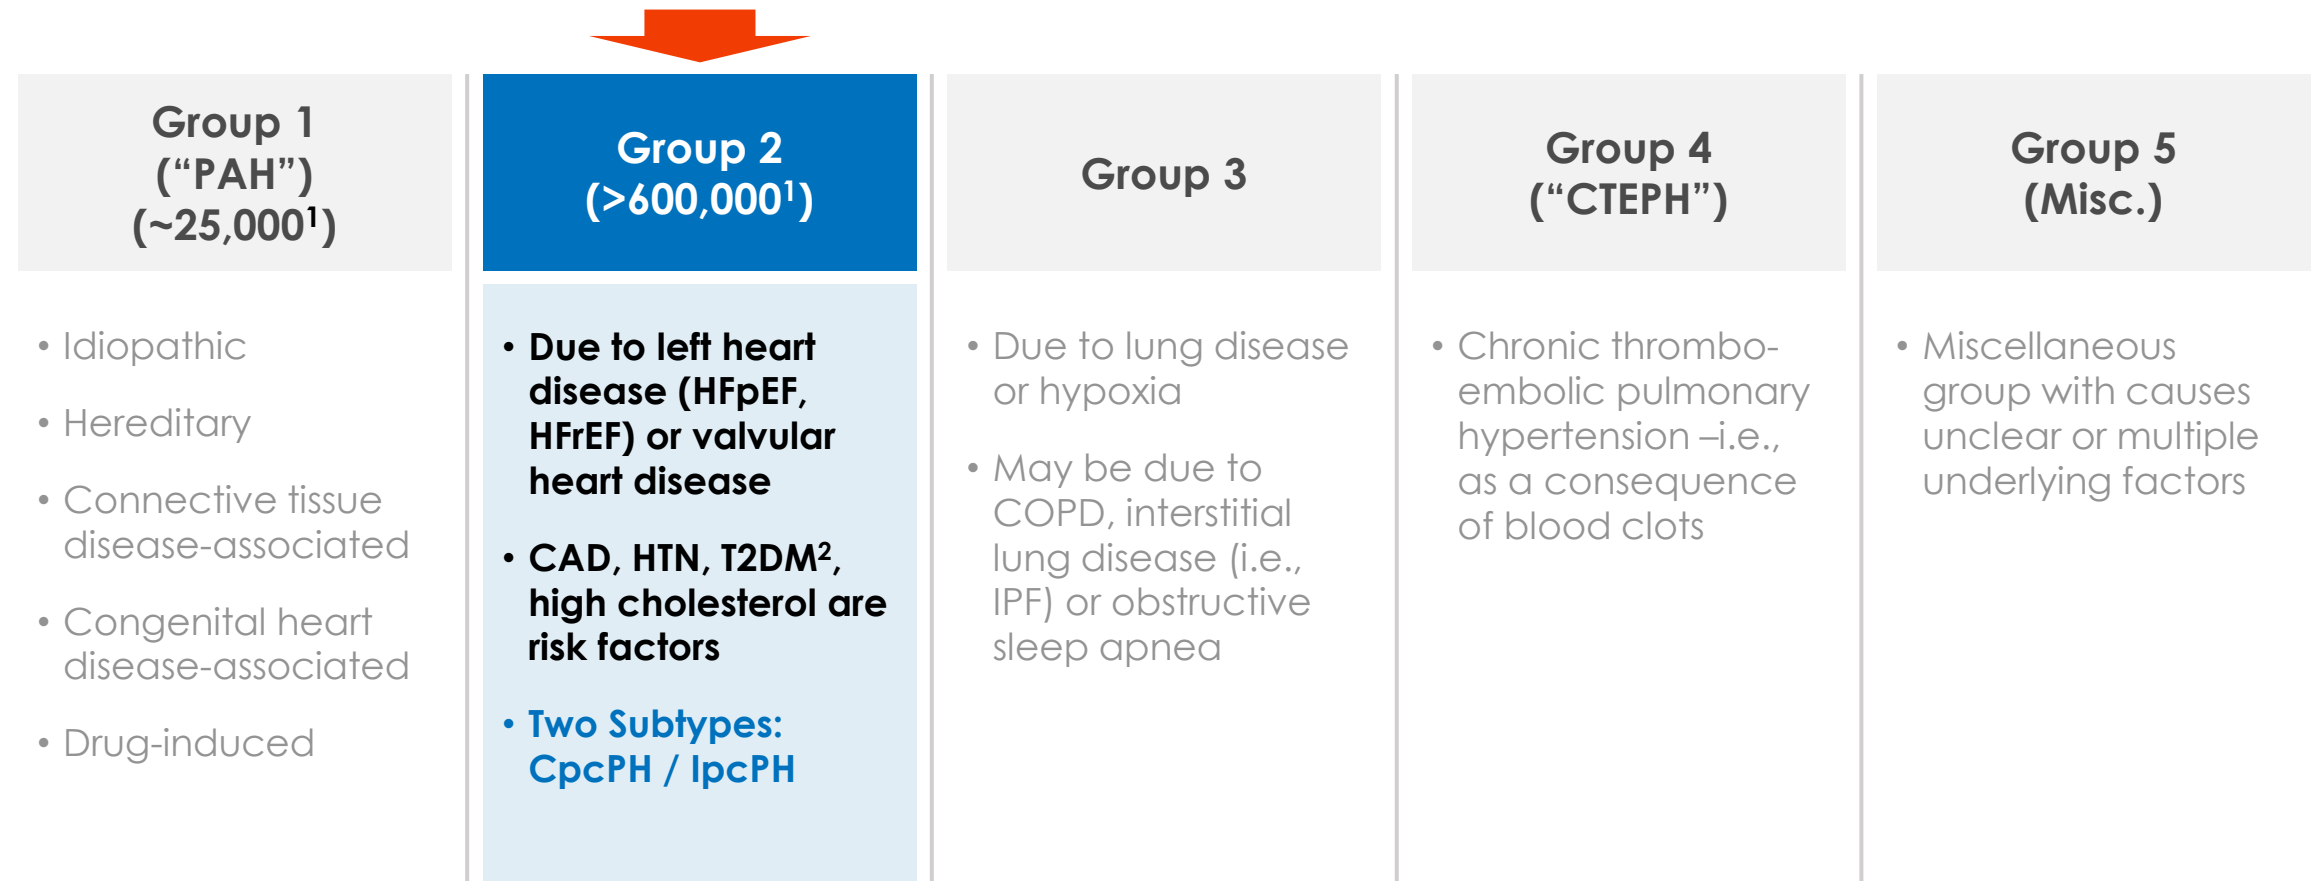 Group 1
(“PAH”)
(~25,000¹)
• Idiopathic
• Hereditary
• Connective tissue
disease-associated
• Congenital heart
disease-associated
• Drug-induced
Group 2
(>600,000¹)
• Due to left heart
disease (HFpEF,
HFrEF) or valvular
heart disease
• CAD, HTN, T2DM²,
high cholesterol are
risk factors
• Two Subtypes:
CpcPH / IpcPH
Group 3
• Due to lung disease
or hypoxia
• May be due to
COPD, interstitial
lung disease (i.e.,
IPF) or obstructive
sleep apnea
Group 4
(“CTEPH”)
• Chronic thrombo-
embolic pulmonary
hypertension –i.e.,
as a consequence
of blood clots
Group 5
(Misc.)
• Miscellaneous
group with causes
unclear or multiple
underlying factors